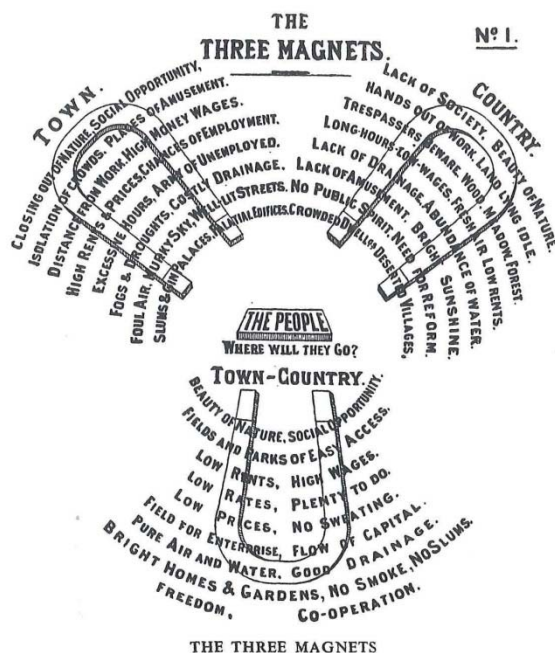 THE
THREE MAGNETS.
Nº 1.
TOWN.
CLOSING OUT OF NATURE. SOCIAL OPPORTUNITY.
ISOLATION OF CROWDS. PLACES OF AMUSEMENT.
DISTANCE FROM WORK. HIGH MONEY WAGES.
HIGH RENTS & PRICES. CHANCES OF EMPLOYMENT.
EXCESSIVE HOURS. ARMY OF UNEMPLOYED.
FOGS & DROUGHTS. COSTLY DRAINAGE.
FOUL AIR. MURKY SKY. WELL-LIT STREETS.
SLUMS & GIN PALACES. PALATIAL EDIFICES.
COUNTRY.
LACK OF SOCIETY. BEAUTY OF NATURE.
HANDS OUT OF WORK. LAND LYING IDLE.
TRESPASSERS BEWARE. WOOD, MEADOW, FOREST.
LONG-HOURS-LOW WAGES. FRESH AIR LOW RENTS.
LACK OF DRAINAGE. ABUNDANCE OF WATER.
LACK OF AMUSEMENT. BRIGHT SUNSHINE.
NO PUBLIC SPIRIT. NEED FOR REFORM.
CROWDED DESERTED VILLAGES,
THE PEOPLE
WHERE WILL THEY GO?
TOWN-COUNTRY.
BEAUTY OF NATURE, SOCIAL OPPORTUNITY.
FIELDS AND PARKS OF EASY ACCESS.
LOW RENTS, HIGH WAGES.
LOW RATES, PLENTY TO DO.
LOW PRICES, NO SWEATING.
FIELD FOR ENTERPRISE, FLOW OF CAPITAL.
PURE AIR AND WATER, GOOD DRAINAGE.
BRIGHT HOMES & GARDENS, NO SMOKE, NO SLUMS.
FREEDOM. CO-OPERATION.
THE THREE MAGNETS